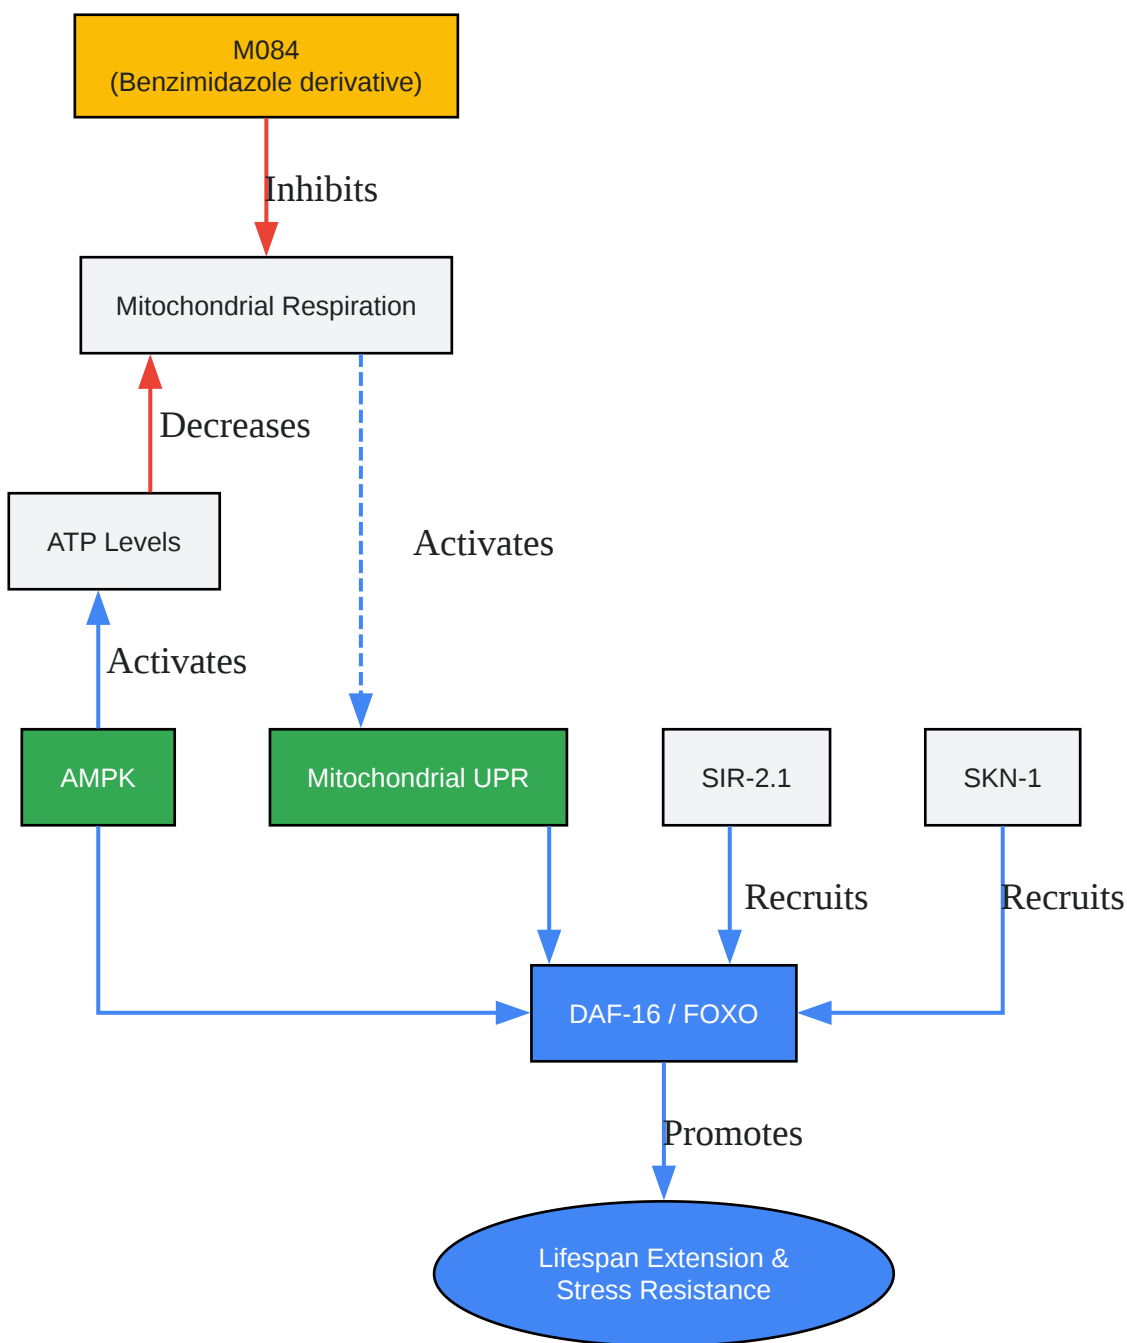 M084
(Benzimidazole derivative)
Inhibits
Mitochondrial Respiration
Decreases
ATP Levels
Activates
Activates
AMPK
Mitochondrial UPR
SIR-2.1
SKN-1
Recruits
Recruits
DAF-16 / FOXO
Promotes
Lifespan Extension &
Stress Resistance